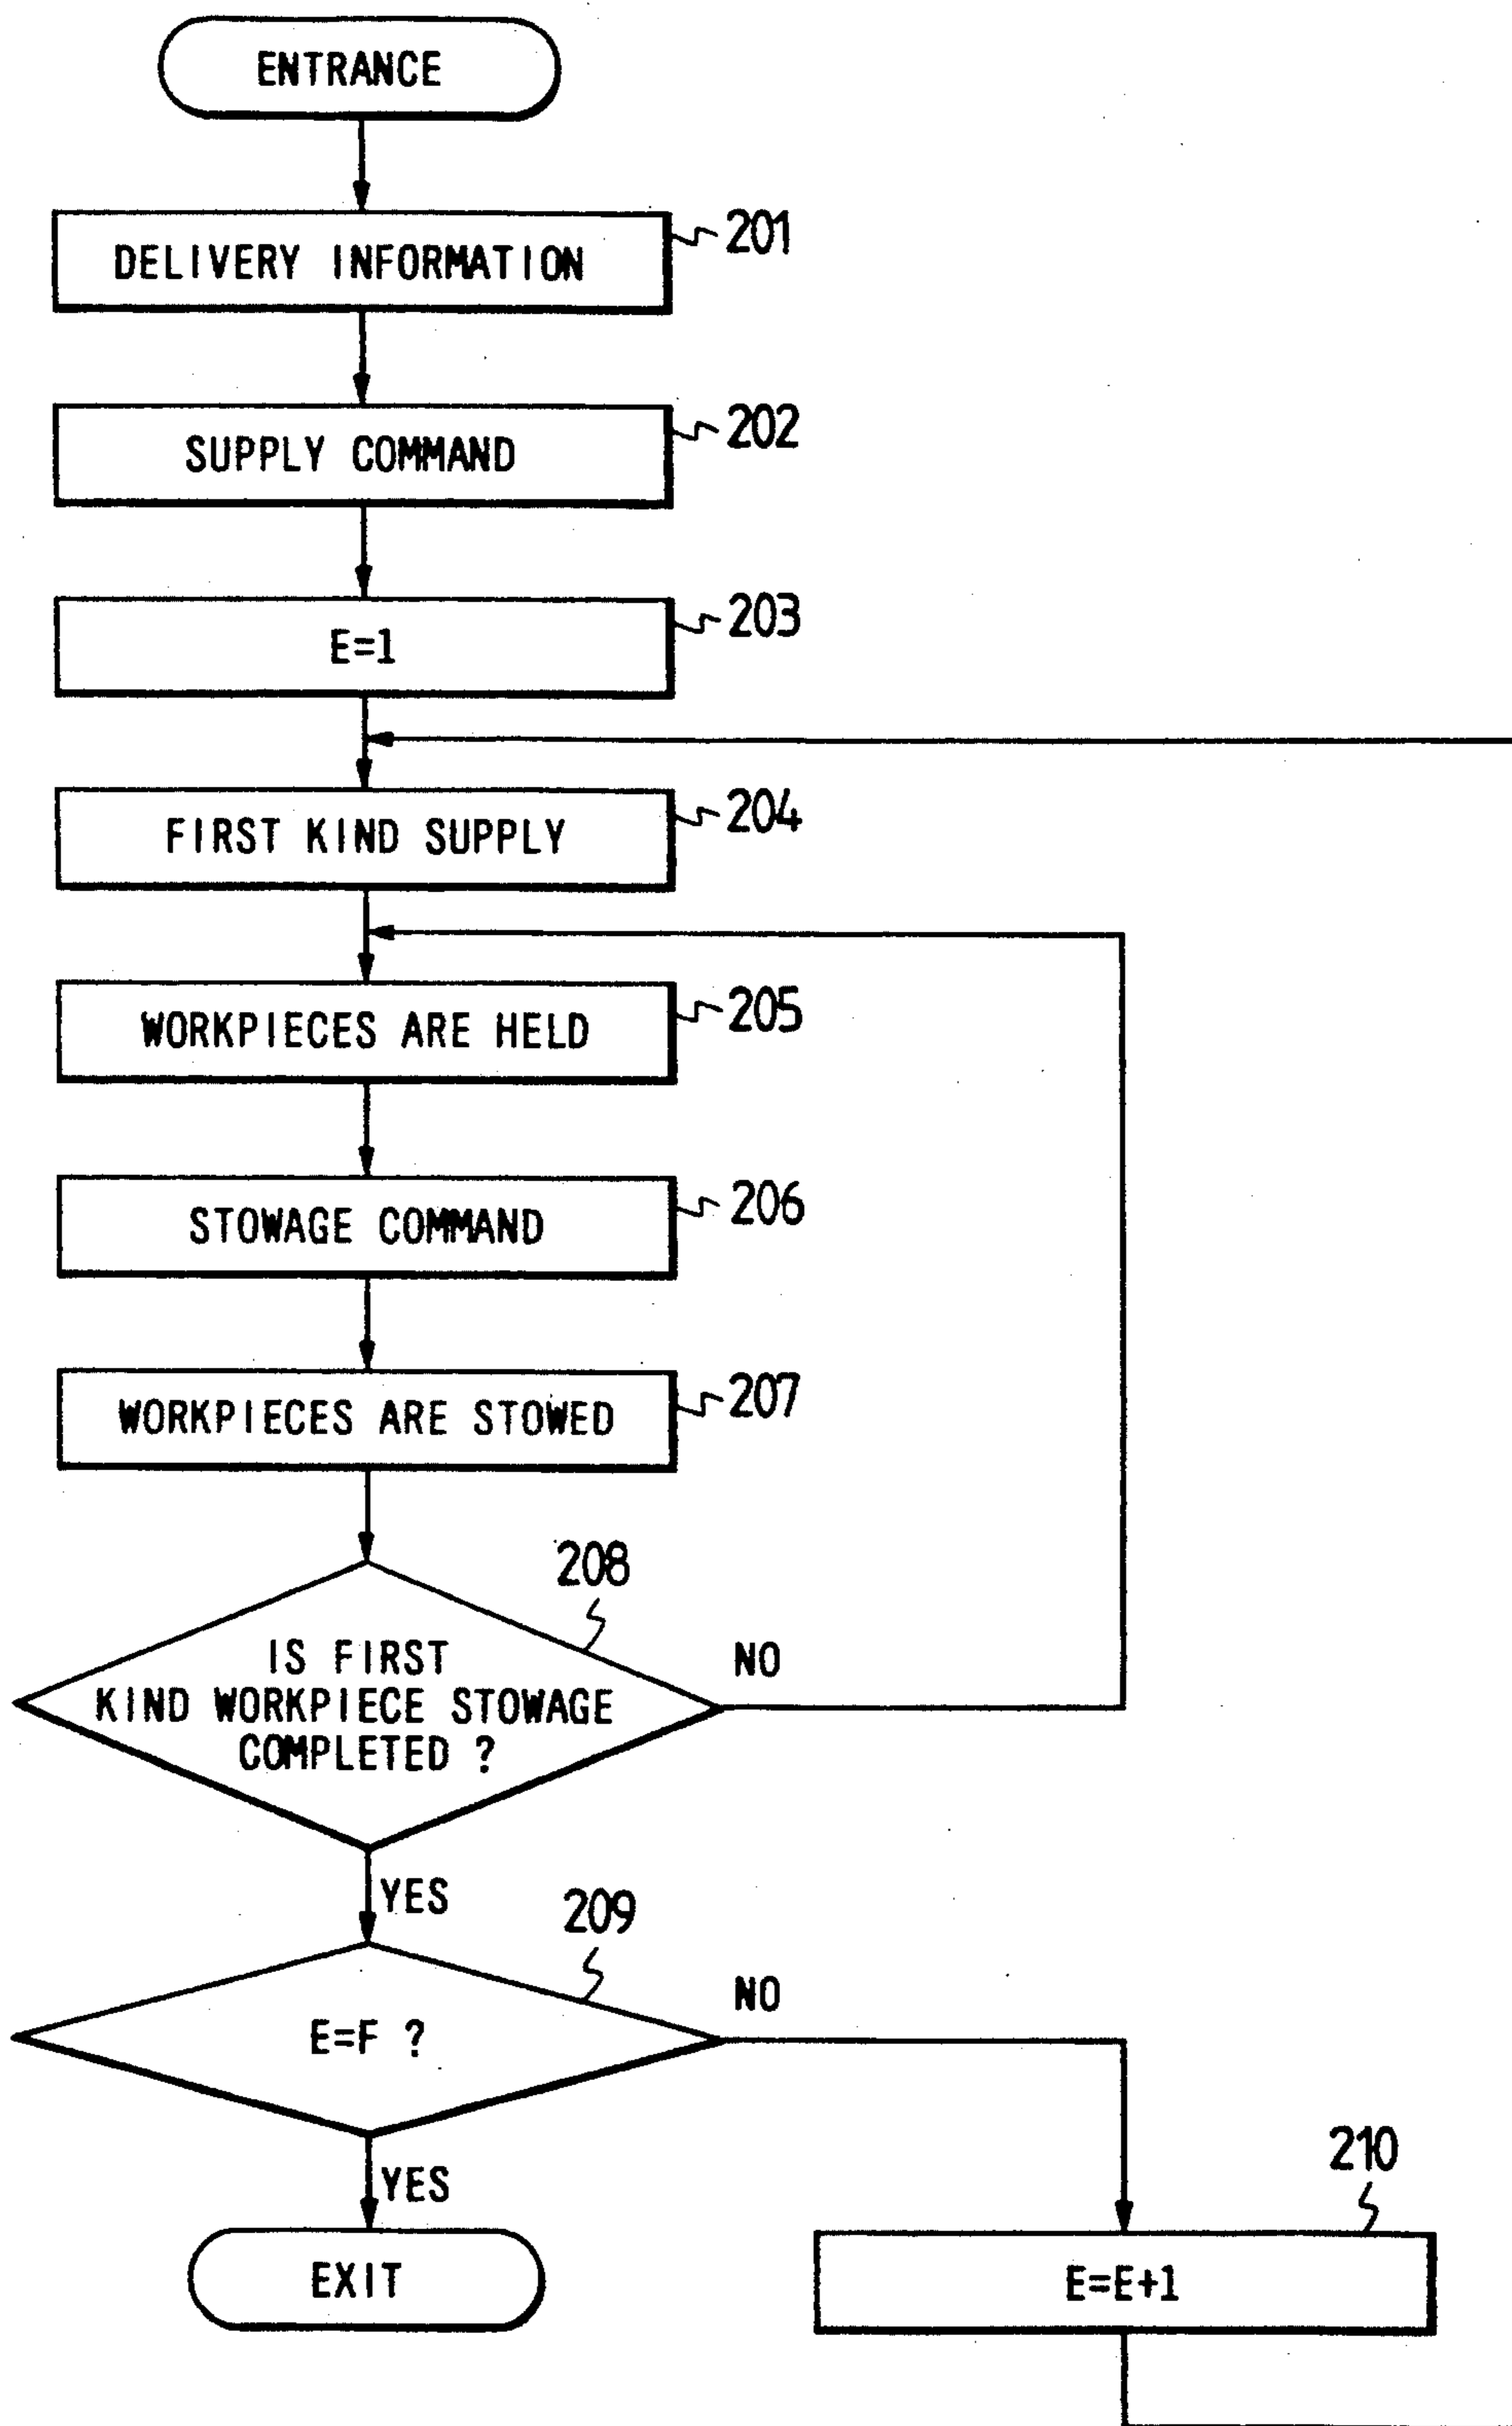 ENTRANCE
DELIVERY INFORMATION
201
SUPPLY COMMAND
202
E=1
203
FIRST KIND SUPPLY
204
WORKPIECES ARE HELD
205
STOWAGE COMMAND
206
WORKPIECES ARE STOWED
207
208
IS FIRST
KIND WORKPIECE STOWAGE
COMPLETED ?
NO
YES
209
E=F ?
NO
YES
210
EXIT
E=E+1